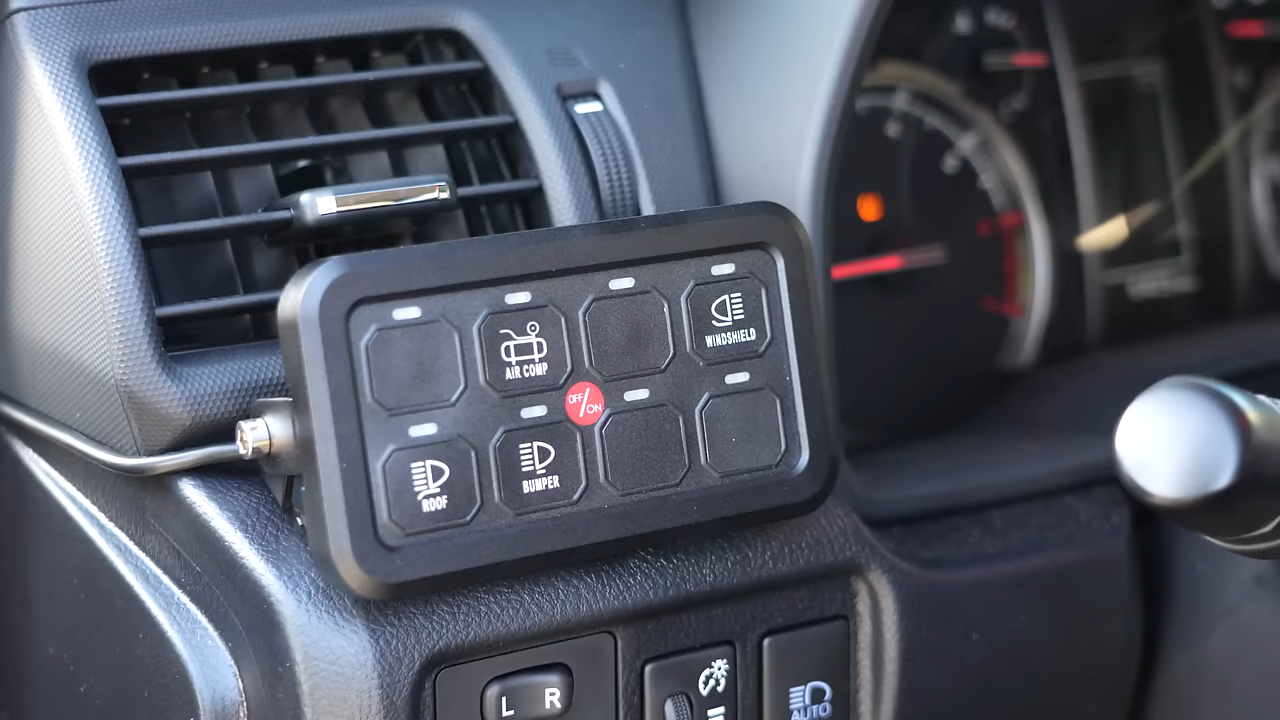 AIR COMP
WINDSHIELD
OFF/ON
ROOF
BUMPER
L R
AUTO